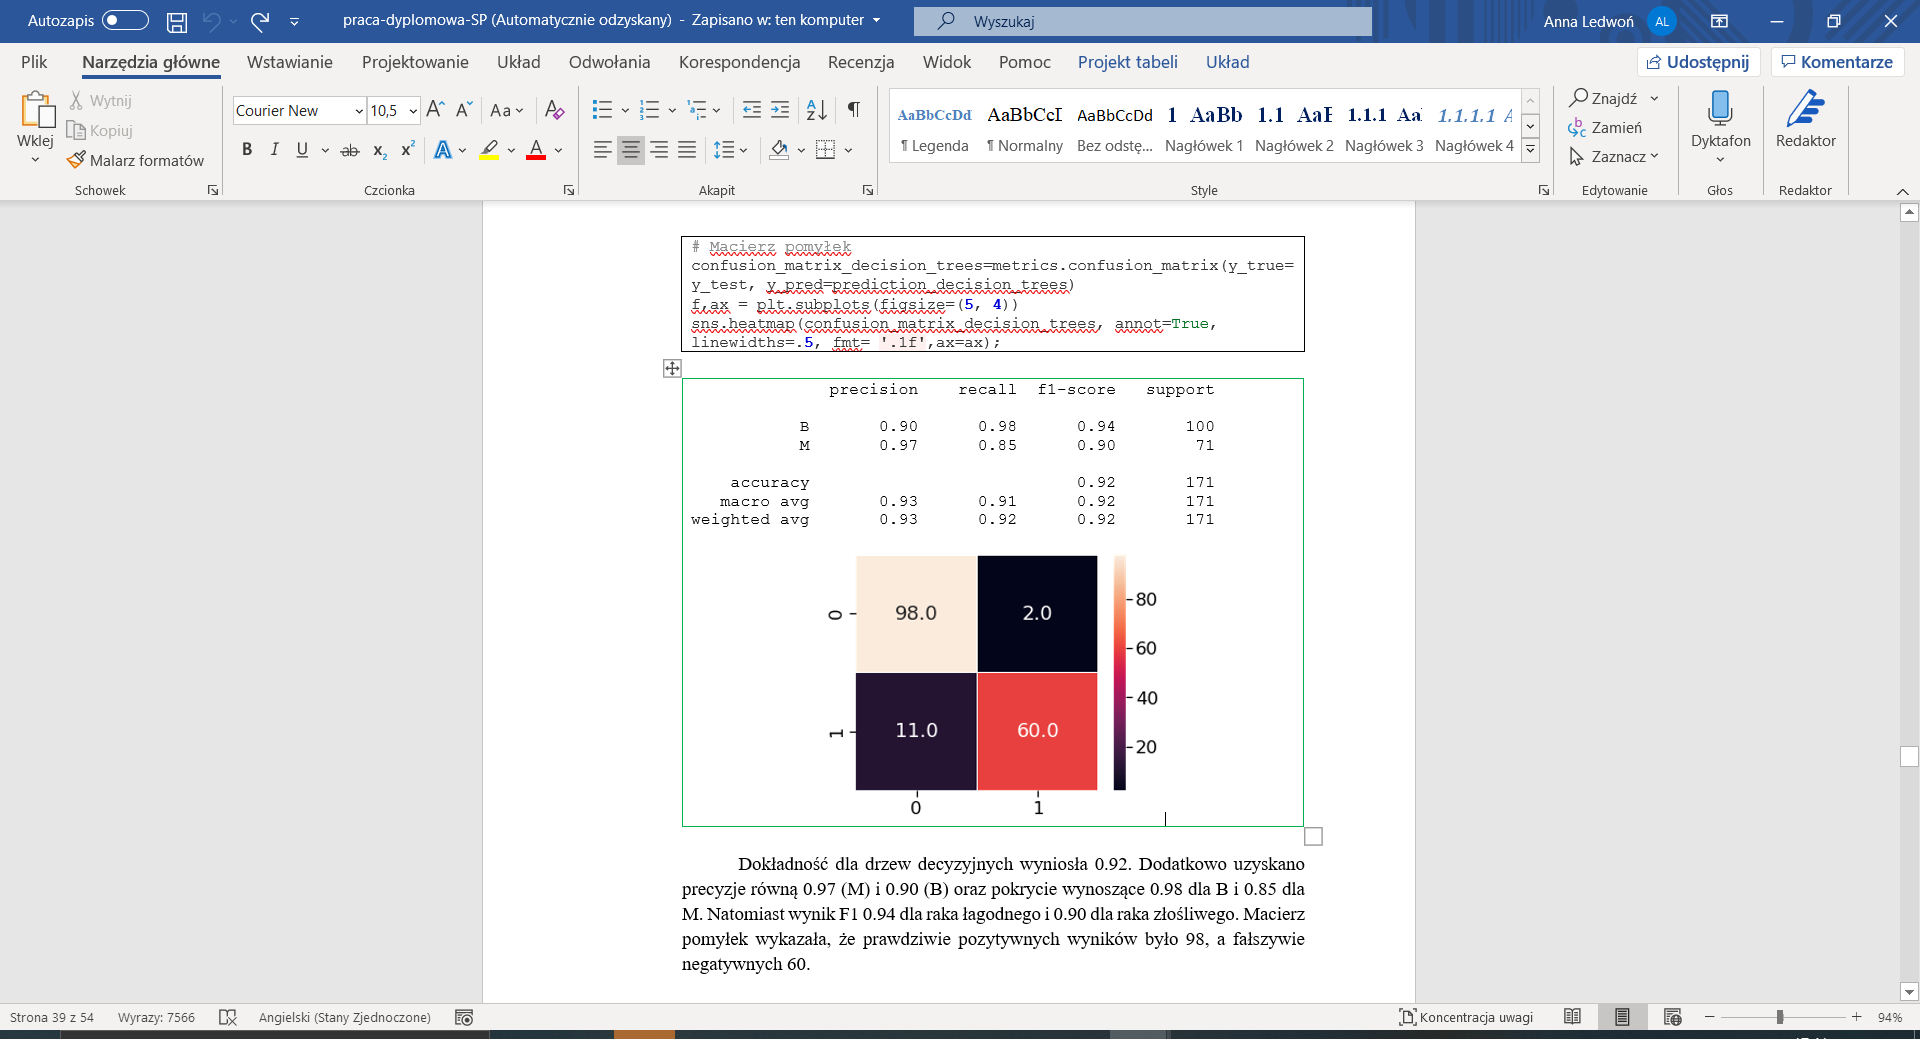 Autozapis praca-dyplomowa-SP (Automatycznie odzyskany) - Zapisano w: ten komputer Wyszukaj Anna Ledwoń AL
Plik Narzędzia główne Wstawianie Projektowanie Układ Odwołania Korespondencja Recenzja Widok Pomoc Projekt tabeli Układ Udostępnij Komentarze
Wklej
Wytnij
Kopiuj
Malarz formatów
Schowek
Courier New 10,5
Czcionka
Akapit
AaBbCcDdI AaBbCcI AaBbCcDd 1 AaBb 1.1 AaB 1.1.1 Aa 1.1.1.1 A
¶ Legenda ¶ Normalny Bez odstę... Nagłówek 1 Nagłówek 2 Nagłówek 3 Nagłówek 4
Style
Znajdź
Zamień
Zaznacz
Edytowanie
Dyktafon
Głos
Redaktor
Redaktor
# Macierz pomyłek
confusion_matrix_decision_trees=metrics.confusion_matrix(y_true=
y_test, y_pred=prediction_decision_trees)
f,ax = plt.subplots(figsize=(5, 4))
sns.heatmap(confusion_matrix_decision_trees, annot=True,
linewidths=.5, fmt= '.1f',ax=ax);
precision recall f1-score support
B 0.90 0.98 0.94 100
M 0.97 0.85 0.90 71
accuracy 0.92 171
macro avg 0.93 0.91 0.92 171
weighted avg 0.93 0.92 0.92 171
0 98.0 2.0
1 11.0 60.0
0 1
80
60
40
20
Dokładność dla drzew decyzyjnych wyniosła 0.92. Dodatkowo uzyskano
precyzje równą 0.97 (M) i 0.90 (B) oraz pokrycie wynoszące 0.98 dla B i 0.85 dla
M. Natomiast wynik F1 0.94 dla raka łagodnego i 0.90 dla raka złośliwego. Macierz
pomyłek wykazała, że prawdziwie pozytywnych wyników było 98, a fałszywie
negatywnych 60.
Strona 39 z 54 Wyrazy: 7566 Angielski (Stany Zjednoczone) Koncentracja uwagi 94%